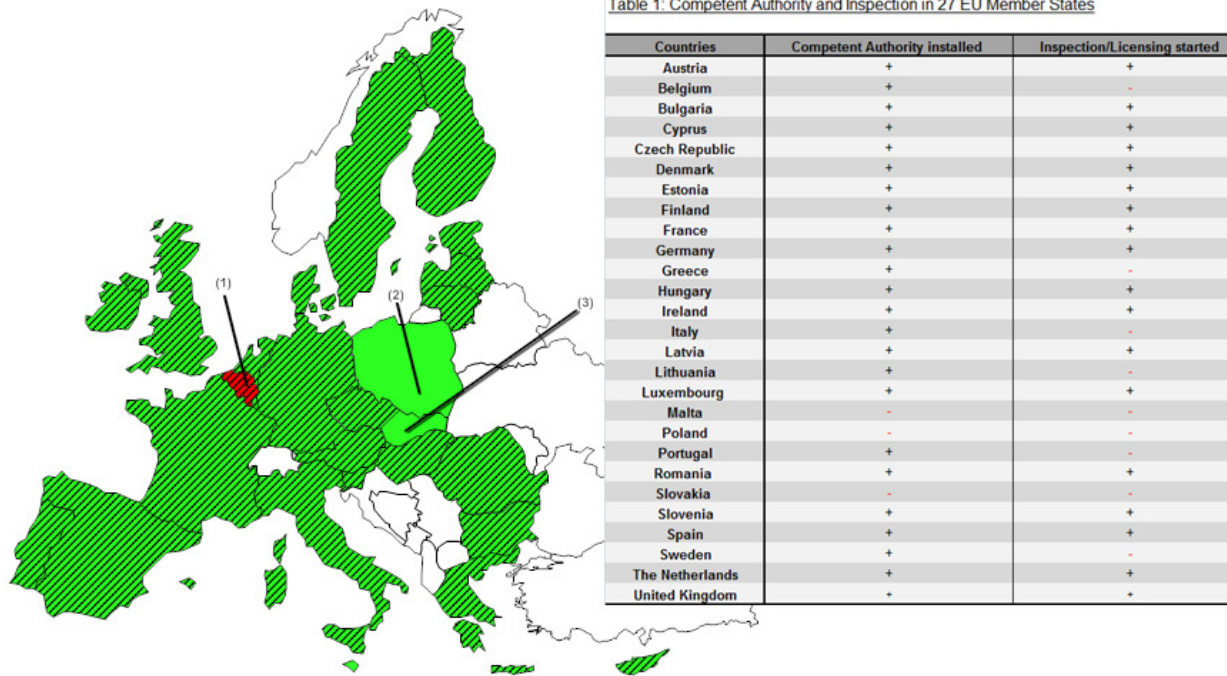 Table 1: Competent Authority and Inspection in 27 EU Member States
Countries Competent Authority installed Inspection/Licensing started
Austria + +
Belgium + -
Bulgaria + +
Cyprus + +
Czech Republic + +
Denmark + +
Estonia + +
Finland + +
France + +
Germany + +
Greece + -
Hungary + +
Ireland + +
Italy + -
Latvia + +
Lithuania + -
Luxembourg + +
Malta - -
Poland - -
Portugal + -
Romania + +
Slovakia - -
Slovenia + +
Spain + +
Sweden + -
The Netherlands + +
United Kingdom + +
(1)
(2)
(3)